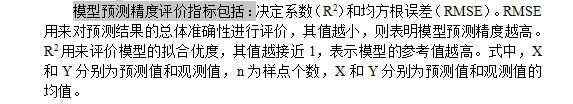 模型预测精度评价指标包括：决定系数（R²）和均方根误差（RMSE）。RMSE
用来对预测结果的总体准确性进行评价，其值越小，则表明模型预测精度越高。
R²用来评价模型的拟合优度，其值越接近 1，表示模型的参考值越高。式中，X
和 Y 分别为预测值和观测值，n 为样点个数，X 和 Y 分别为预测值和观测值的
均值。